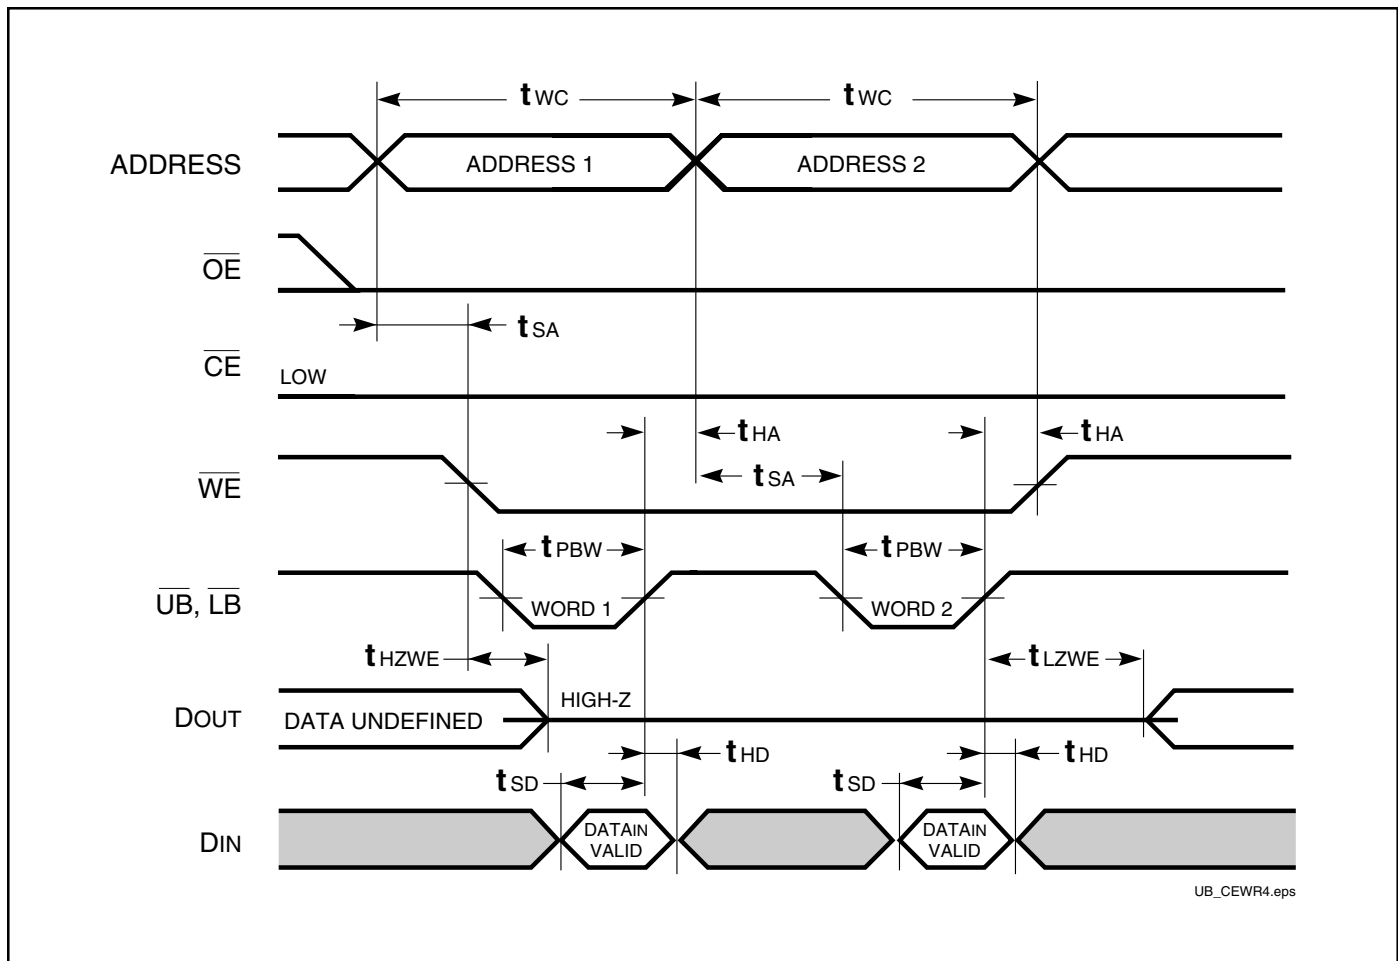 tWC tWC
ADDRESS ADDRESS 1 ADDRESS 2
OE
tSA
CE LOW
tHA tHA
WE tSA
tPBW tPBW
UB, LB WORD 1 WORD 2
tHZWE tLZWE
DOUT DATA UNDEFINED HIGH-Z
tHD tHD
tSD tSD
DIN DATAIN VALID DATAIN VALID
UB_CEWR4.eps